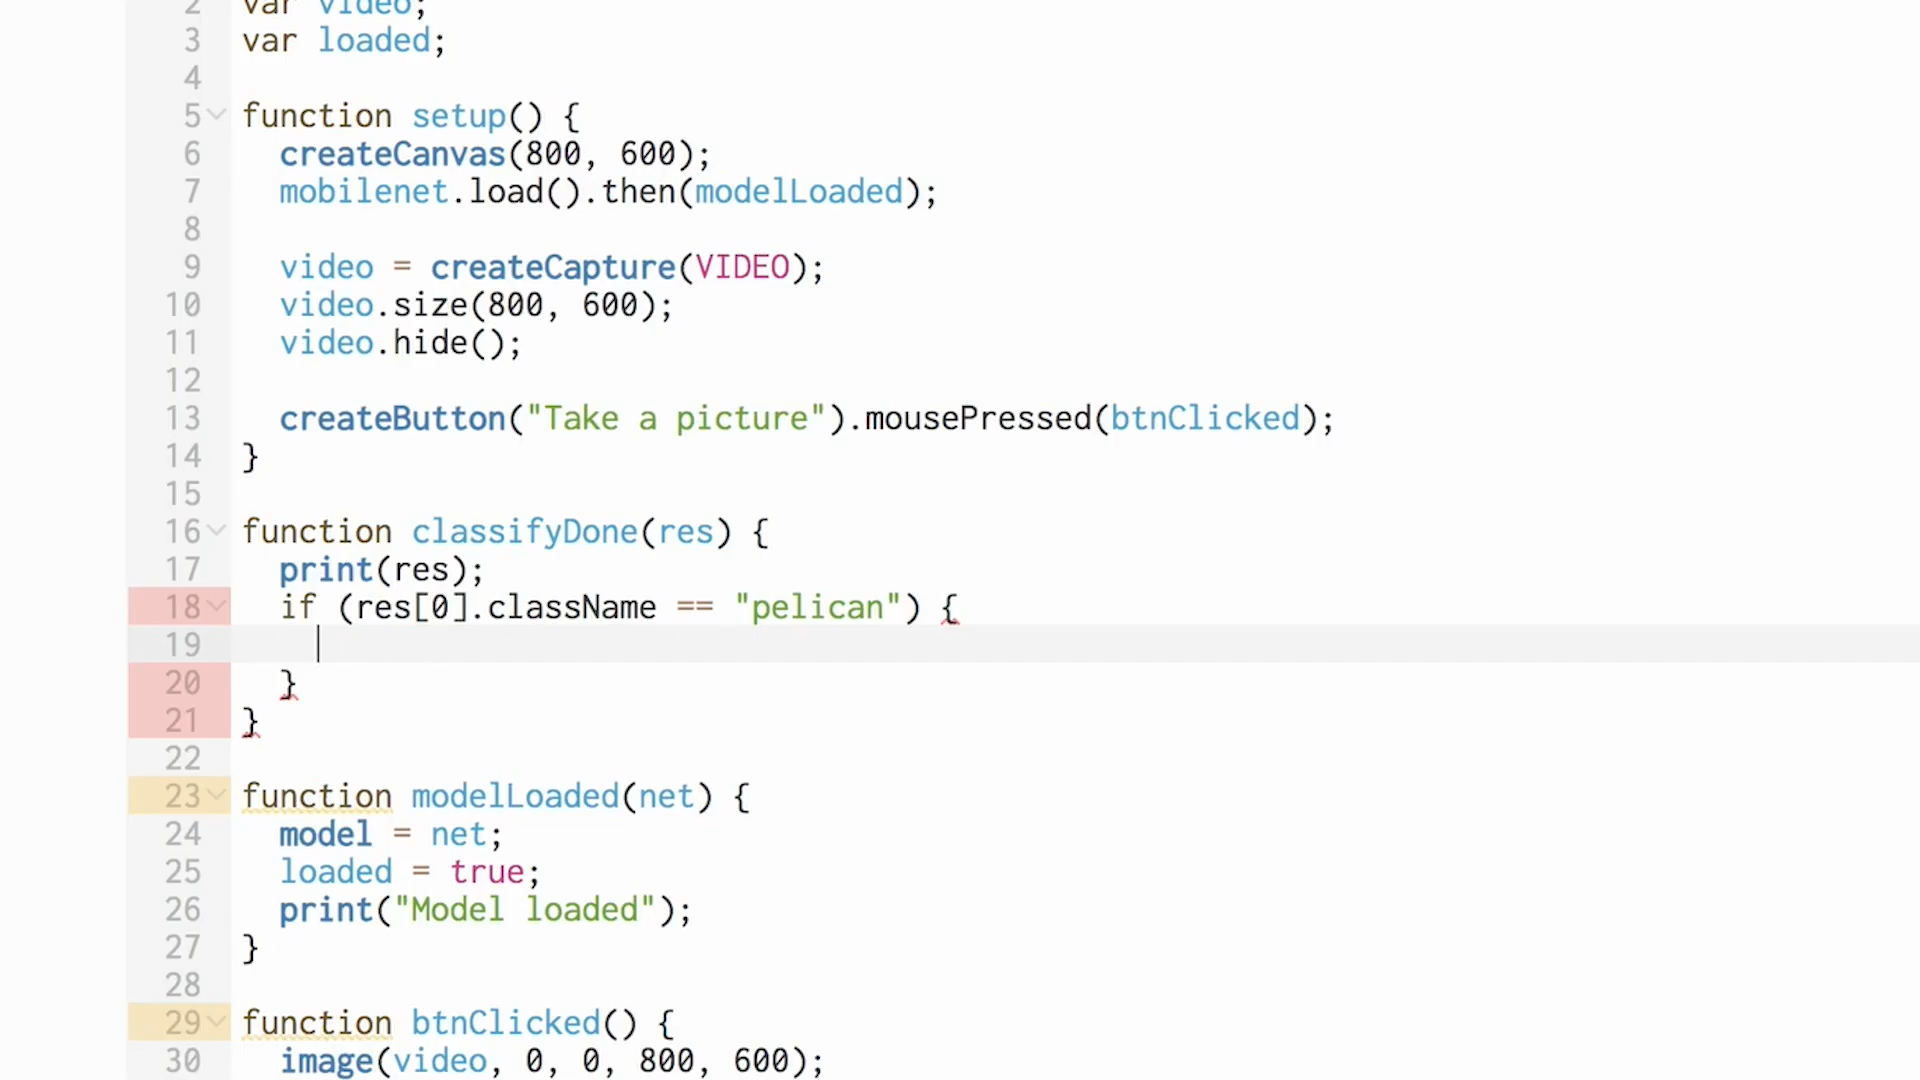 2 var video;
3 var loaded;
4
5 function setup() {
6 createCanvas(800, 600);
7 mobilenet.load().then(modelLoaded);
8
9 video = createCapture(VIDEO);
10 video.size(800, 600);
11 video.hide();
12
13 createButton("Take a picture").mousePressed(btnClicked);
14 }
15
16 function classifyDone(res) {
17 print(res);
18 if (res[0].className == "pelican") {
19
20 }
21 }
22
23 function modelLoaded(net) {
24 model = net;
25 loaded = true;
26 print("Model loaded");
27 }
28
29 function btnClicked() {
30 image(video, 0, 0, 800, 600);